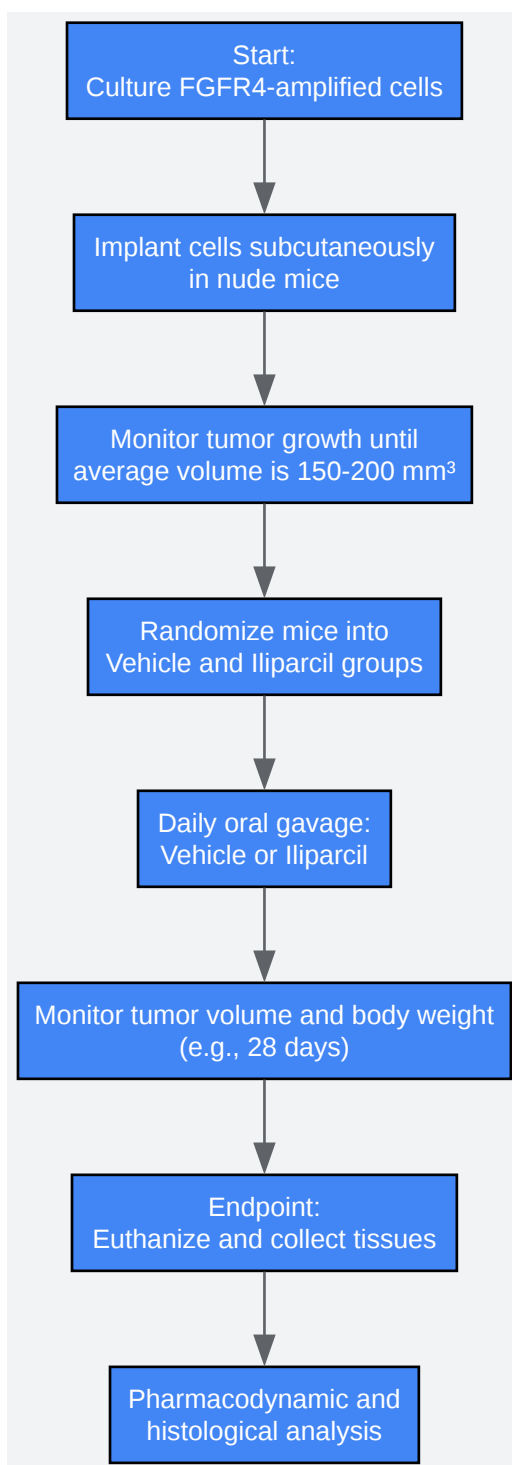 Start:
Culture FGFR4-amplified cells
Implant cells subcutaneously
in nude mice
Monitor tumor growth until
average volume is 150-200 mm³
Randomize mice into
Vehicle and Iliparcil groups
Daily oral gavage:
Vehicle or Iliparcil
Monitor tumor volume and body weight
(e.g., 28 days)
Endpoint:
Euthanize and collect tissues
Pharmacodynamic and
histological analysis